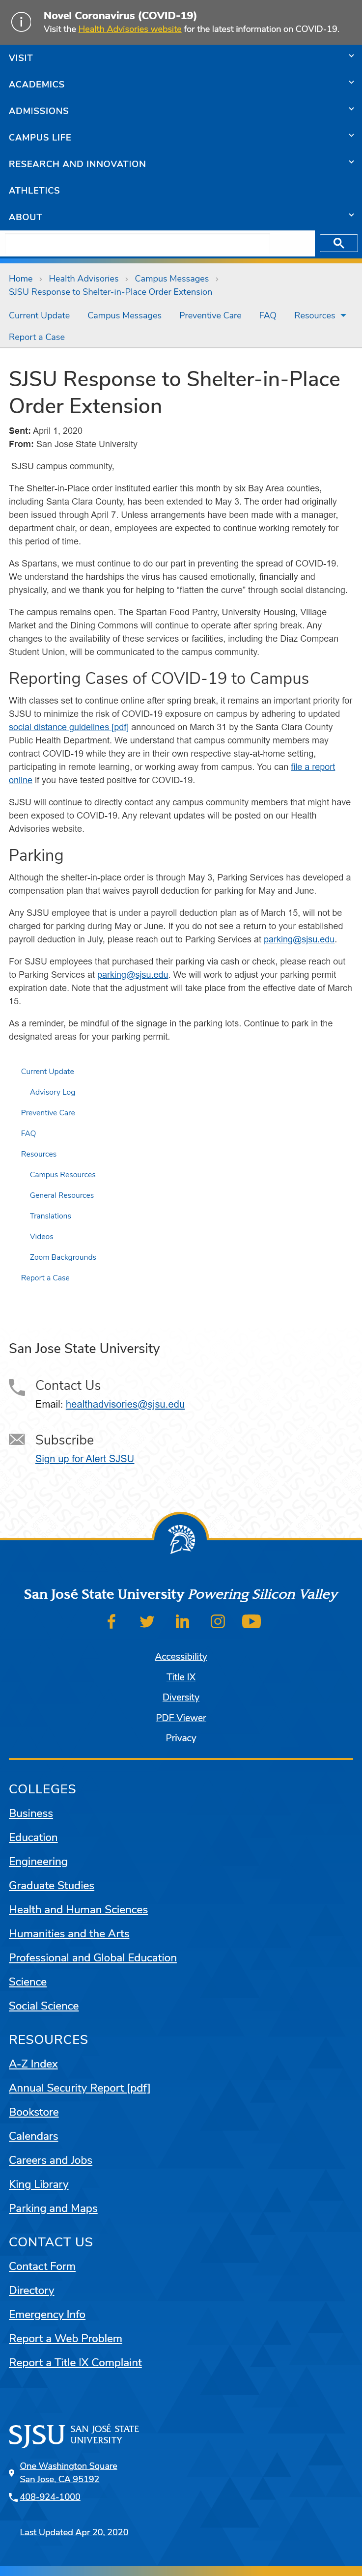 Novel Coronavirus (COVID-19)
Visit the Health Advisories website for the latest information on COVID-19.
VISIT
ACADEMICS
ADMISSIONS
CAMPUS LIFE
RESEARCH AND INNOVATION
ATHLETICS
ABOUT
Home › Health Advisories › Campus Messages ›
SJSU Response to Shelter-in-Place Order Extension
Current Update Campus Messages Preventive Care FAQ Resources
Report a Case
SJSU Response to Shelter-in-Place
Order Extension
Sent: April 1, 2020
From: San Jose State University
SJSU campus community,
The Shelter-in-Place order instituted earlier this month by six Bay Area counties,
including Santa Clara County, has been extended to May 3. The order had originally
been issued through April 7. Unless arrangements have been made with a manager,
department chair, or dean, employees are expected to continue working remotely for
this period of time.
As Spartans, we must continue to do our part in preventing the spread of COVID-19.
We understand the hardships the virus has caused emotionally, financially and
physically, and we thank you for helping to “flatten the curve” through social distancing.
The campus remains open. The Spartan Food Pantry, University Housing, Village
Market and the Dining Commons will continue to operate after spring break. Any
changes to the availability of these services or facilities, including the Diaz Compean
Student Union, will be communicated to the campus community.
Reporting Cases of COVID-19 to Campus
With classes set to continue online after spring break, it remains an important priority for
SJSU to minimize the risk of COVID-19 exposure on campus by adhering to updated
social distance guidelines [pdf] announced on March 31 by the Santa Clara County
Public Health Department. We understand that campus community members may
contract COVID-19 while they are in their own respective stay-at-home setting,
participating in remote learning, or working away from campus. You can file a report
online if you have tested positive for COVID-19.
SJSU will continue to directly contact any campus community members that might have
been exposed to COVID-19. Any relevant updates will be posted on our Health
Advisories website.
Parking
Although the shelter-in-place order is through May 3, Parking Services has developed a
compensation plan that waives payroll deduction for parking for May and June.
Any SJSU employee that is under a payroll deduction plan as of March 15, will not be
charged for parking during May or June. If you do not see a return to your standard
payroll deduction in July, please reach out to Parking Services at parking@sjsu.edu.
For SJSU employees that purchased their parking via cash or check, please reach out
to Parking Services at parking@sjsu.edu. We will work to adjust your parking permit
expiration date. Note that the adjustment will take place from the effective date of March
15.
As a reminder, be mindful of the signage in the parking lots. Continue to park in the
designated areas for your parking permit.
Current Update
Advisory Log
Preventive Care
FAQ
Resources
Campus Resources
General Resources
Translations
Videos
Zoom Backgrounds
Report a Case
San Jose State University
Contact Us
Email: healthadvisories@sjsu.edu
Subscribe
Sign up for Alert SJSU
San José State University Powering Silicon Valley
Accessibility
Title IX
Diversity
PDF Viewer
Privacy
COLLEGES
Business
Education
Engineering
Graduate Studies
Health and Human Sciences
Humanities and the Arts
Professional and Global Education
Science
Social Science
RESOURCES
A-Z Index
Annual Security Report [pdf]
Bookstore
Calendars
Careers and Jobs
King Library
Parking and Maps
CONTACT US
Contact Form
Directory
Emergency Info
Report a Web Problem
Report a Title IX Complaint
SJSU SAN JOSÉ STATE
UNIVERSITY
One Washington Square
San Jose, CA 95192
408-924-1000
Last Updated Apr 20, 2020